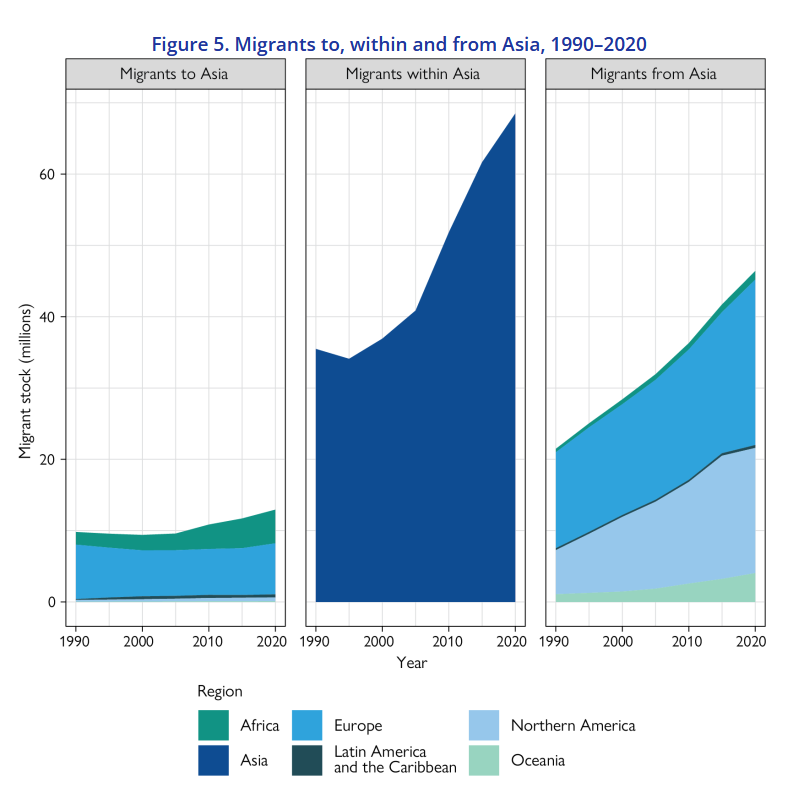 Figure 5. Migrants to, within and from Asia, 1990–2020
Migrants to Asia
Migrants within Asia
Migrants from Asia
Migrant stock (millions)
60
40
20
0
1990
2000
2010
2020
1990
2000
2010
2020
1990
2000
2010
2020
Year
Region
Africa
Europe
Northern America
Asia
Latin America
and the Caribbean
Oceania